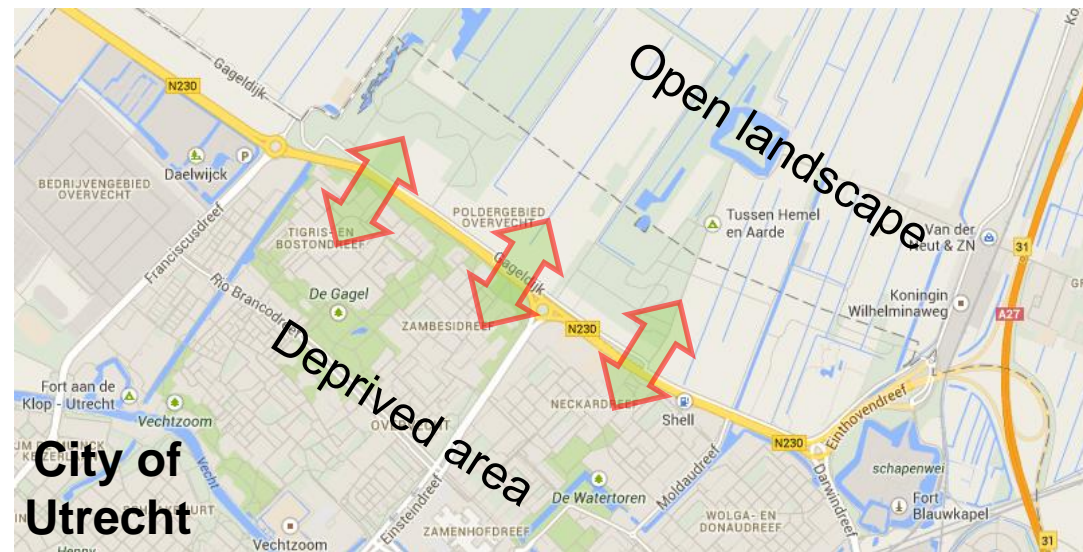 N230
Gageldijk
Daelwijck
P
BEDRIJVENGEBIED
OVERVECHT
Franciscusdreef
TIGRIS- EN
BOSTONDREEF
POLDERGEBIED
OVERVECHT
Gageldijk
Open landscape
Tussen Hemel
en Aarde
Van der
Neut & ZN
31
Koningin
Wilhelminaweg
A27
De Gagel
Rio Brancodreef
ZAMBESIDREEF
N230
Deprived area
NECKARDREEF
Shell
Fort aan de
Klop - Utrecht
Vechtzoom
City of
Utrecht
Vecht
Vechtzoom
Einsteindreef
ZAMENHOFDREEF
De Watertoren
Moldaudreef
WOLGA- EN
DONAUDREEF
N230
Einthovendreef
Darwindreef
schapenwei
Fort
Blauwkapel
31